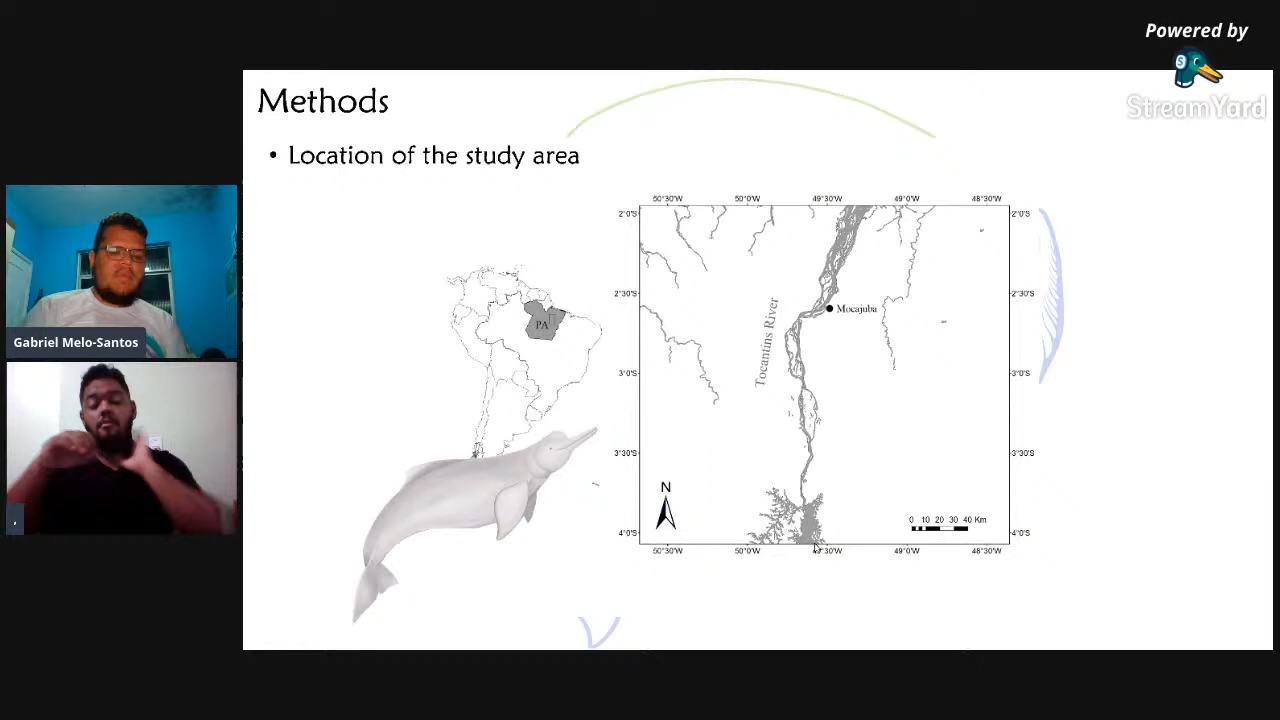 Powered by
StreamYard
Methods
• Location of the study area
50°30'W 50°0'W 49°30'W 49°0'W 48°30'W
2°0'S 2°0'S
2°30'S 2°30'S
Mocajuba
PA
Tocantins River
Gabriel Melo-Santos
3°0'S 3°0'S
3°30'S 3°30'S
N
0 10 20 30 40 Km
4°0'S 4°0'S
50°30'W 50°0'W 49°30'W 49°0'W 48°30'W
,